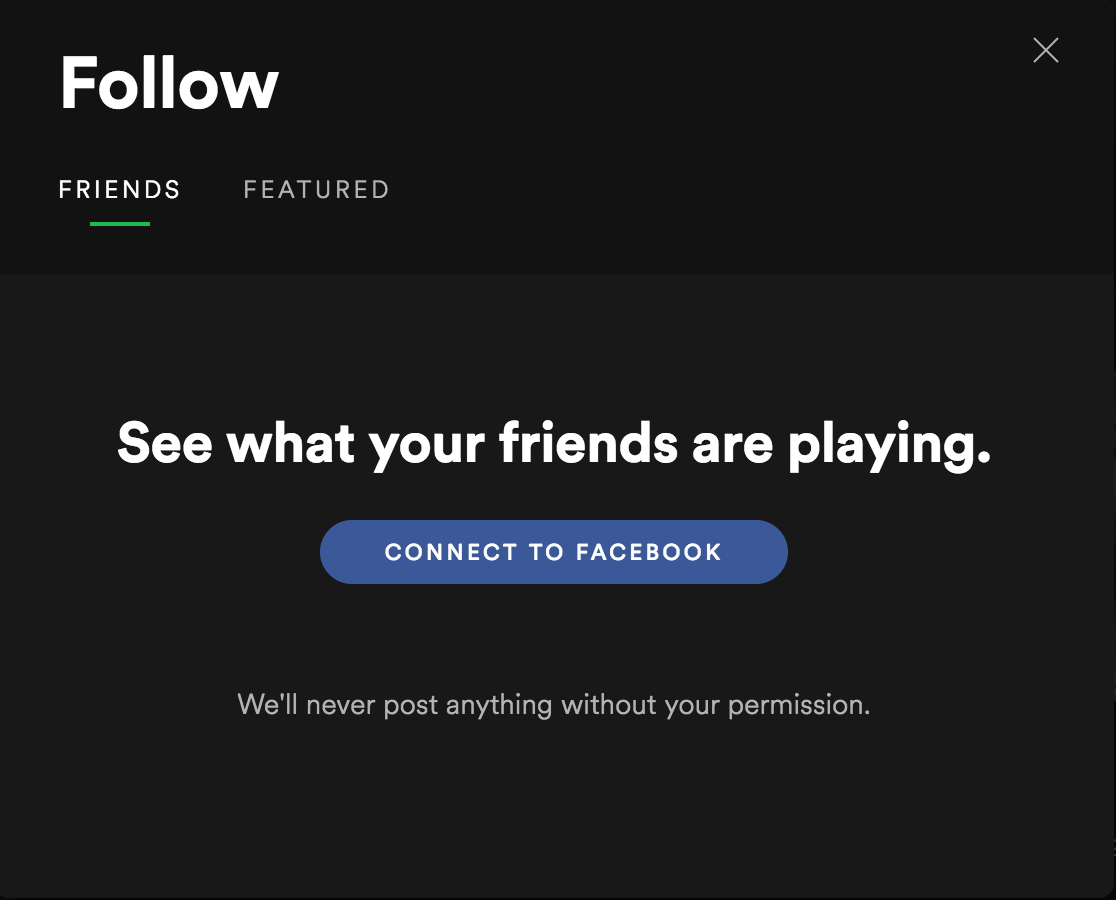 Follow
FRIENDS FEATURED
See what your friends are playing.
CONNECT TO FACEBOOK
We'll never post anything without your permission.